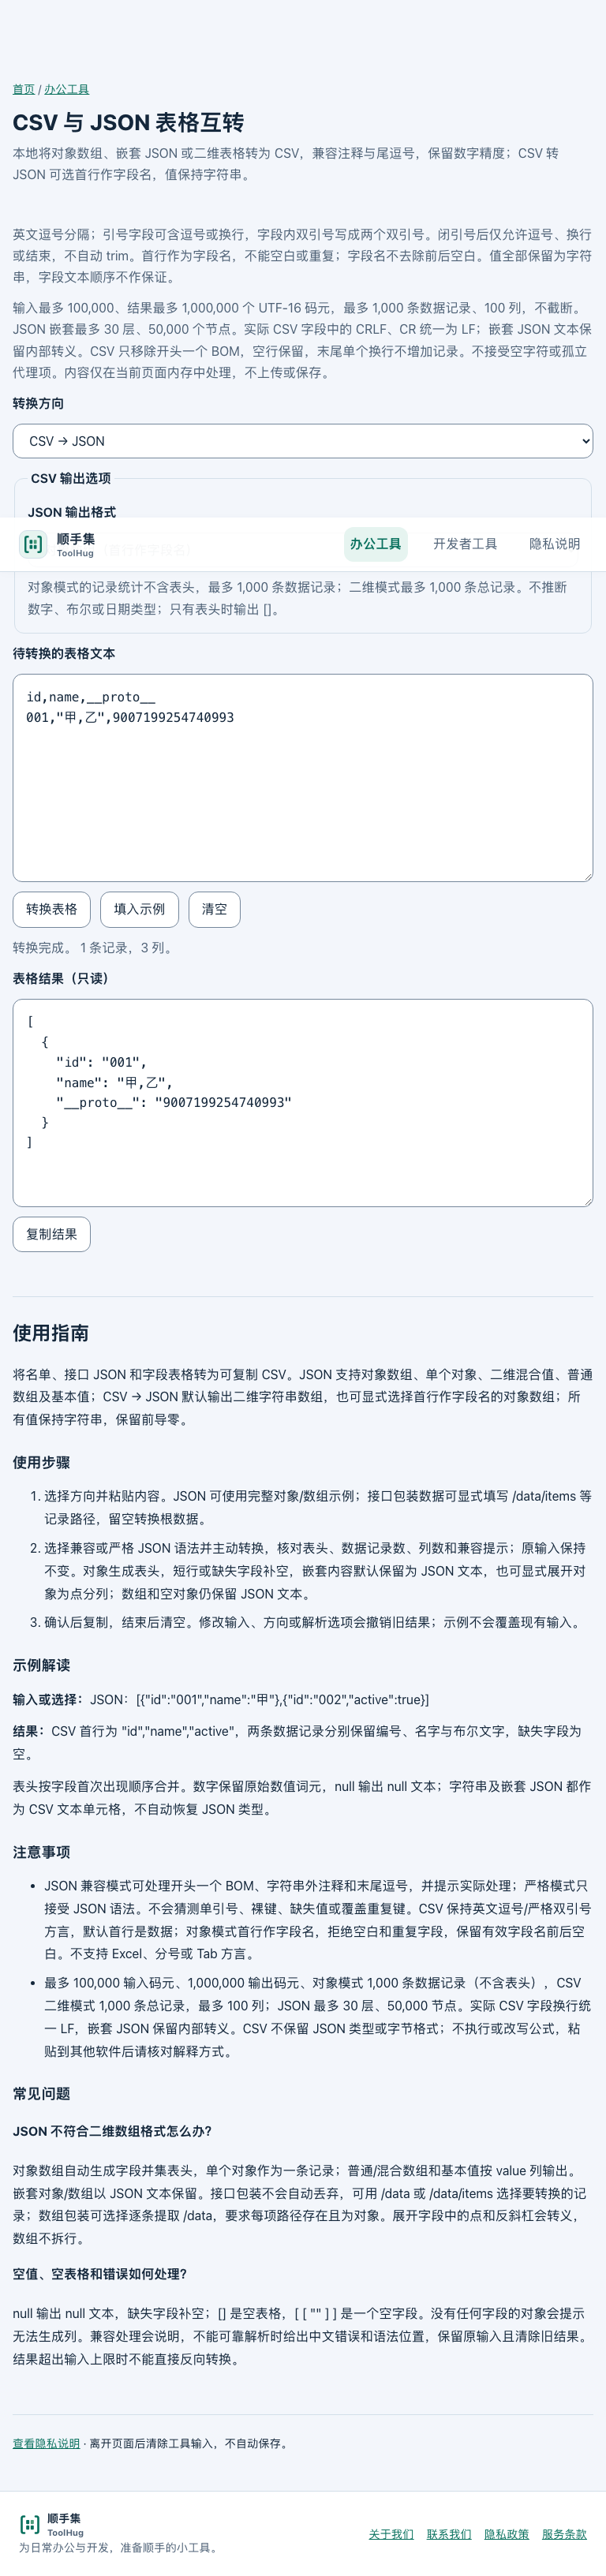 首页 / 办公工具
CSV 与 JSON 表格互转
本地将对象数组、嵌套 JSON 或二维表格转为 CSV，兼容注释与尾逗号，保留数字精度；CSV 转
JSON 可选首行作字段名，值保持字符串。
英文逗号分隔；引号字段可含逗号或换行，字段内双引号写成两个双引号。闭引号后仅允许逗号、换行
或结束，不自动 trim。首行作为字段名，不能空白或重复；字段名不去除前后空白。值全部保留为字符
串，字段文本顺序不作保证。
输入最多 100,000、结果最多 1,000,000 个 UTF-16 码元，最多 1,000 条数据记录、100 列，不截断。
JSON 嵌套最多 30 层、50,000 个节点。实际 CSV 字段中的 CRLF、CR 统一为 LF；嵌套 JSON 文本保
留内部转义。CSV 只移除开头一个 BOM，空行保留，末尾单个换行不增加记录。不接受空字符或孤立
代理项。内容仅在当前页面内存中处理，不上传或保存。
转换方向
CSV → JSON
CSV 输出选项
JSON 输出格式
顺手集
ToolHug
办公工具
开发者工具
隐私说明
（首行作字段名）
对象模式的记录统计不含表头，最多 1,000 条数据记录；二维模式最多 1,000 条总记录。不推断
数字、布尔或日期类型；只有表头时输出 []。
待转换的表格文本
id,name,__proto__
001,"甲,乙",9007199254740993
转换表格
填入示例
清空
转换完成。 1 条记录，3 列。
表格结果（只读）
[
{
"id": "001",
"name": "甲,乙",
"__proto__": "9007199254740993"
}
]
复制结果
使用指南
将名单、接口 JSON 和字段表格转为可复制 CSV。JSON 支持对象数组、单个对象、二维混合值、普通
数组及基本值；CSV → JSON 默认输出二维字符串数组，也可显式选择首行作字段名的对象数组；所
有值保持字符串，保留前导零。
使用步骤
1. 选择方向并粘贴内容。JSON 可使用完整对象/数组示例；接口包装数据可显式填写 /data/items 等
记录路径，留空转换根数据。
2. 选择兼容或严格 JSON 语法并主动转换，核对表头、数据记录数、列数和兼容提示；原输入保持
不变。对象生成表头，短行或缺失字段补空，嵌套内容默认保留为 JSON 文本，也可显式展开对
象为点分列；数组和空对象仍保留 JSON 文本。
3. 确认后复制，结束后清空。修改输入、方向或解析选项会撤销旧结果；示例不会覆盖现有输入。
示例解读
输入或选择：JSON：[{"id":"001","name":"甲"},{"id":"002","active":true}]
结果：CSV 首行为 "id","name","active"，两条数据记录分别保留编号、名字与布尔文字，缺失字段为
空。
表头按字段首次出现顺序合并。数字保留原始数值词元，null 输出 null 文本；字符串及嵌套 JSON 都作
为 CSV 文本单元格，不自动恢复 JSON 类型。
注意事项
• JSON 兼容模式可处理开头一个 BOM、字符串外注释和末尾逗号，并提示实际处理；严格模式只
接受 JSON 语法。不会猜测单引号、裸键、缺失值或覆盖重复键。CSV 保持英文逗号/严格双引号
方言，默认首行是数据；对象模式首行作字段名，拒绝空白和重复字段，保留有效字段名前后空
白。不支持 Excel、分号或 Tab 方言。
• 最多 100,000 输入码元、1,000,000 输出码元、对象模式 1,000 条数据记录（不含表头），CSV
二维模式 1,000 条总记录，最多 100 列；JSON 最多 30 层、50,000 节点。实际 CSV 字段换行统
一 LF，嵌套 JSON 保留内部转义。CSV 不保留 JSON 类型或字节格式；不执行或改写公式，粘
贴到其他软件后请核对解释方式。
常见问题
JSON 不符合二维数组格式怎么办？
对象数组自动生成字段并集表头，单个对象作为一条记录；普通/混合数组和基本值按 value 列输出。
嵌套对象/数组以 JSON 文本保留。接口包装不会自动丢弃，可用 /data 或 /data/items 选择要转换的记
录；数组包装可选择逐条提取 /data，要求每项路径存在且为对象。展开字段中的点和反斜杠会转义，
数组不拆行。
空值、空表格和错误如何处理？
null 输出 null 文本，缺失字段补空；[] 是空表格，[ [ "" ] ] 是一个空字段。没有任何字段的对象会提示
无法生成列。兼容处理会说明，不能可靠解析时给出中文错误和语法位置，保留原输入且清除旧结果。
结果超出输入上限时不能直接反向转换。
查看隐私说明 · 离开页面后清除工具输入，不自动保存。
顺手集
ToolHug
为日常办公与开发，准备顺手的小工具。
关于我们
联系我们
隐私政策
服务条款